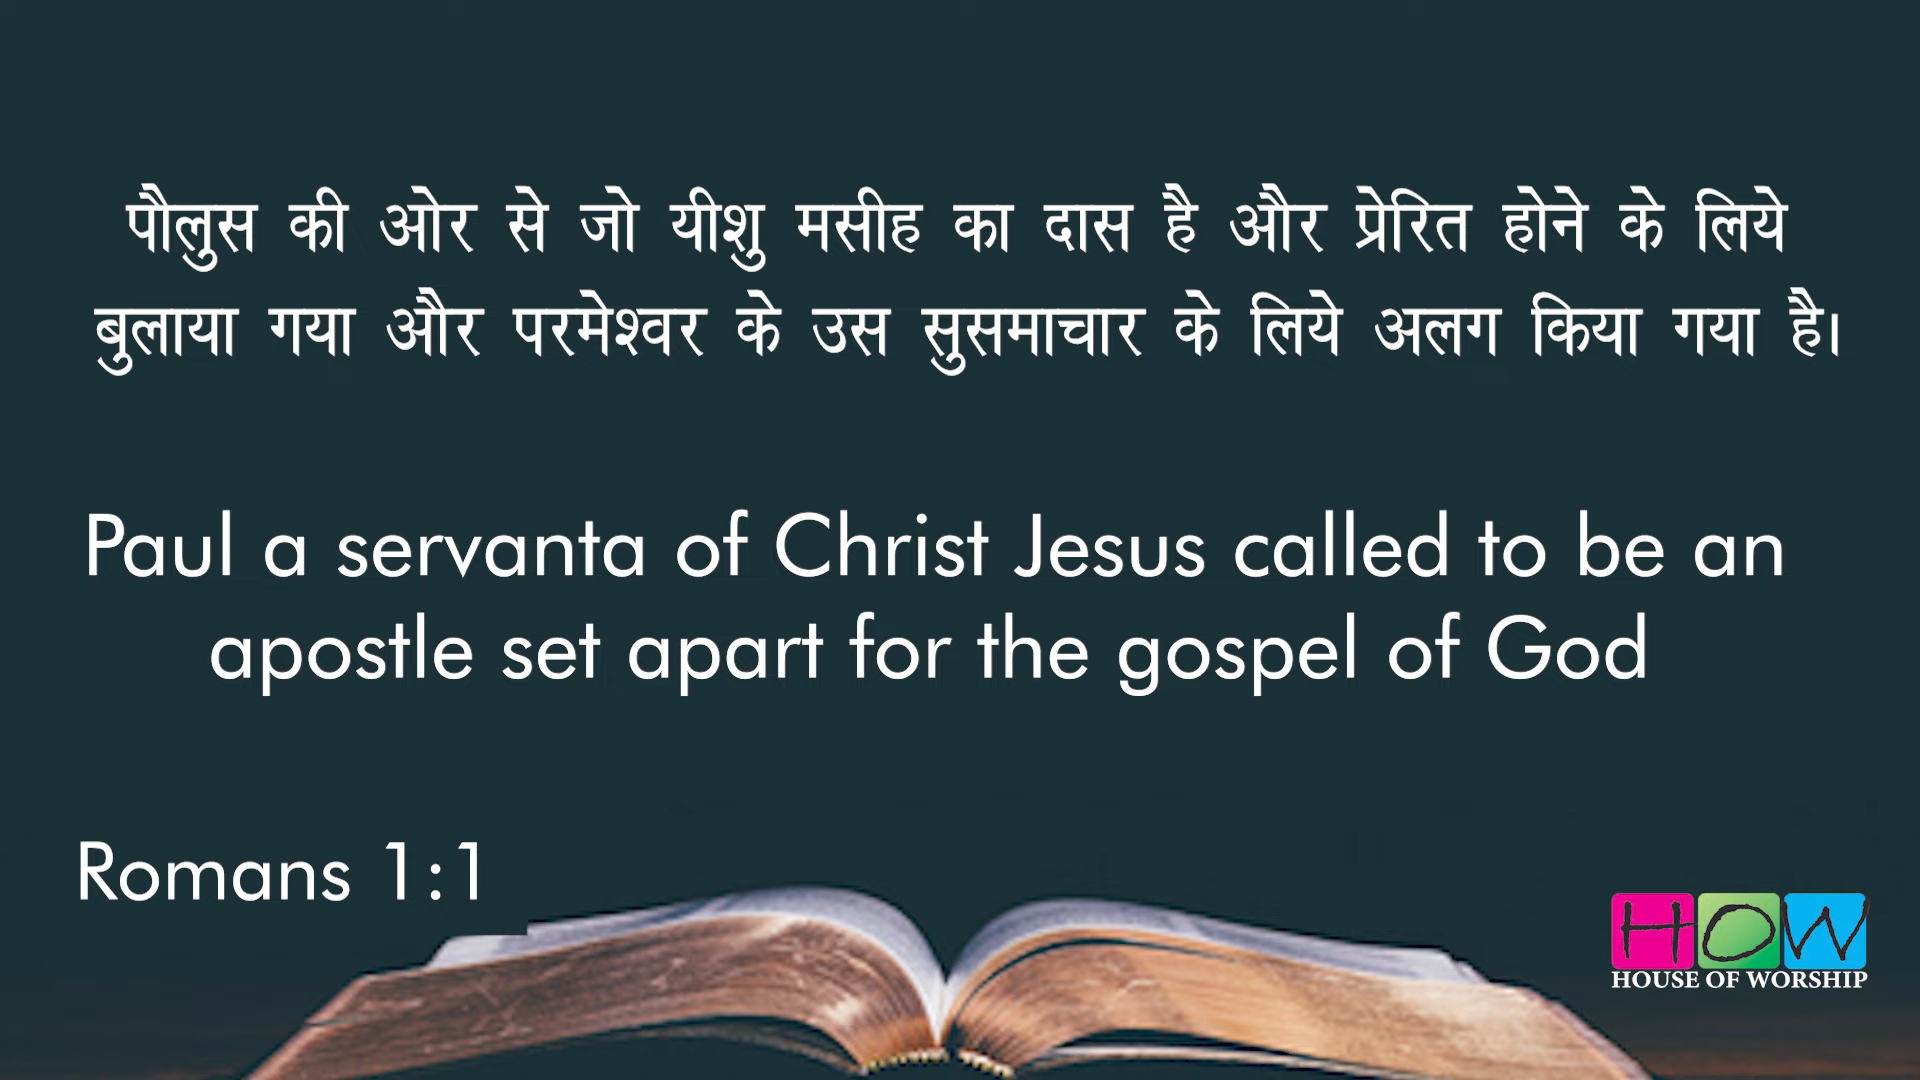 पौलुस की ओर से जो यीशु मसीह का दास है और प्रेरित होने के लिये
बुलाया गया और परमेश्वर के उस सुसमाचार के लिये अलग किया गया है।
Paul a servanta of Christ Jesus called to be an
apostle set apart for the gospel of God
Romans 1:1
HOW
HOUSE OF WORSHIP